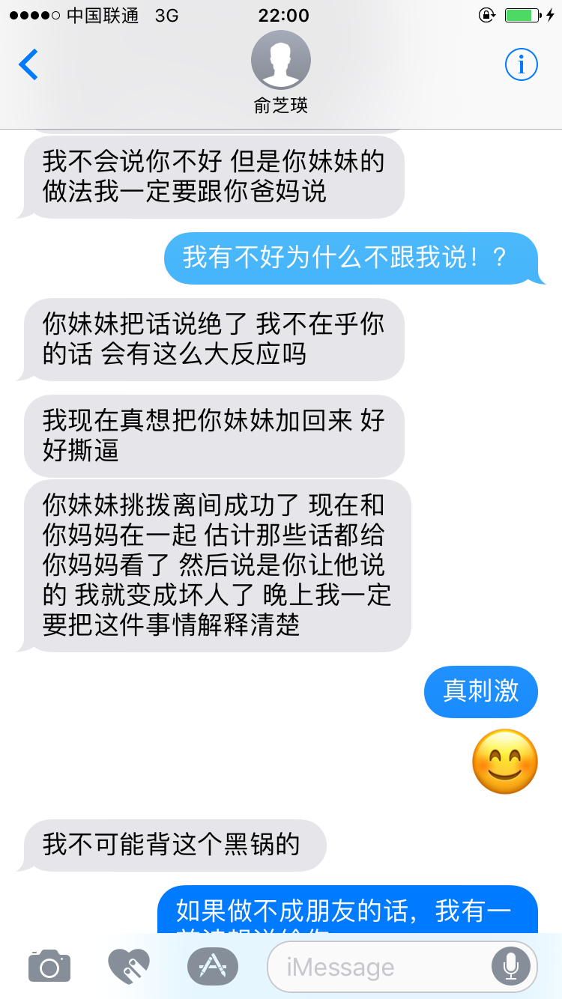 中国联通 3G 22:00
俞芝瑛
我不会说你不好 但是你妹妹的
做法我一定要跟你爸妈说
我有不好为什么不跟我说！？
你妹妹把话说绝了 我不在乎你
的话 会有这么大反应吗
我现在真想把你妹妹加回来 好
好撕逼
你妹妹挑拨离间成功了 现在和
你妈妈在一起 估计那些话都给
你妈妈看了 然后说是你让他说
的 我就变成坏人了 晚上我一定
要把这件事情解释清楚
真刺激
我不可能背这个黑锅的
如果做不成朋友的话，我有一
iMessage